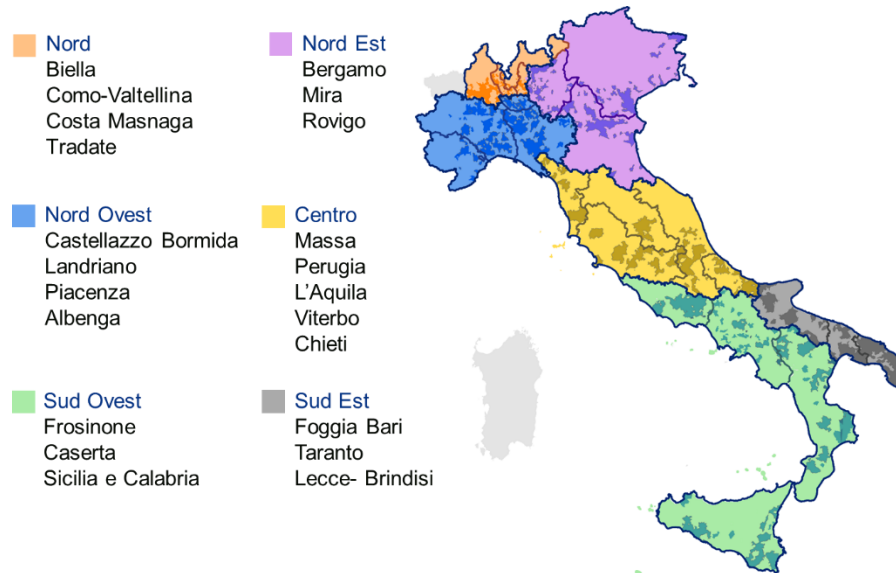 Nord
Biella
Como-Valtellina
Costa Masnaga
Tradate
Nord Est
Bergamo
Mira
Rovigo
Nord Ovest
Castellazzo Bormida
Landriano
Piacenza
Albenga
Centro
Massa
Perugia
L'Aquila
Viterbo
Chieti
Sud Ovest
Frosinone
Caserta
Sicilia e Calabria
Sud Est
Foggia Bari
Taranto
Lecce- Brindisi